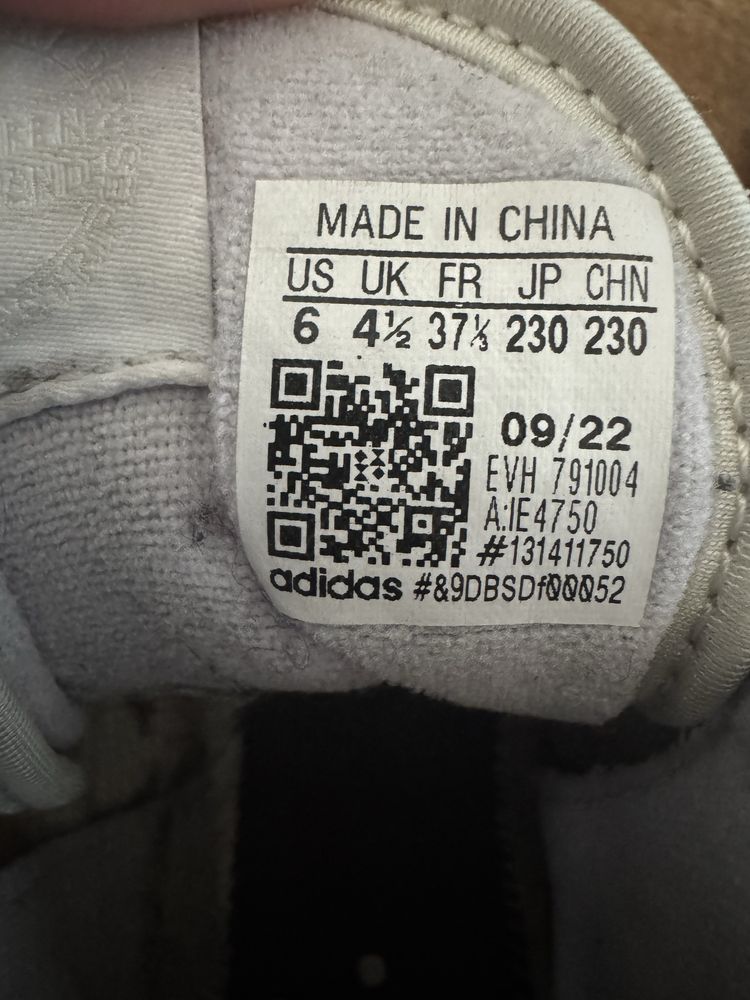 MADE IN CHINA
US UK FR JP CHN
6 4½ 37⅓ 230 230
09/22
EVH 791004
A:IE4750
#131411750
adidas #&9DBSDf00052